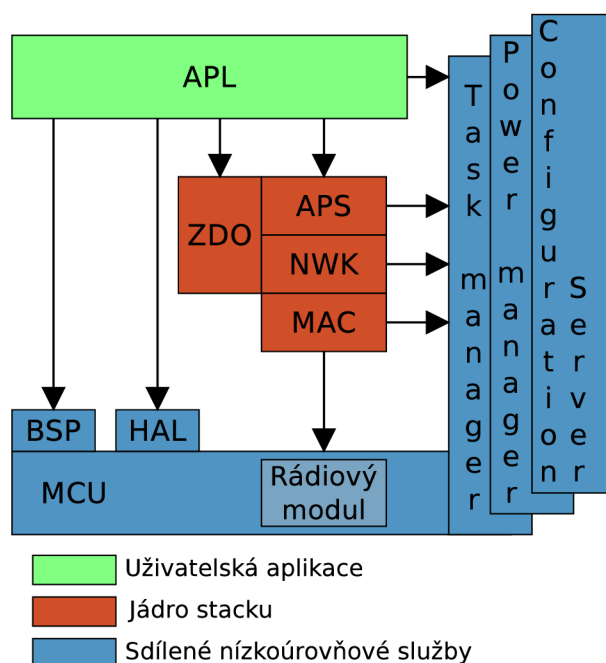 APL
ZDO
APS
NWK
MAC
BSP
HAL
MCU
Rádiový
modul
Task manager
Power manager
Configuration
Server
Uživatelská aplikace
Jádro stacku
Sdílené nízkoúrovňové služby